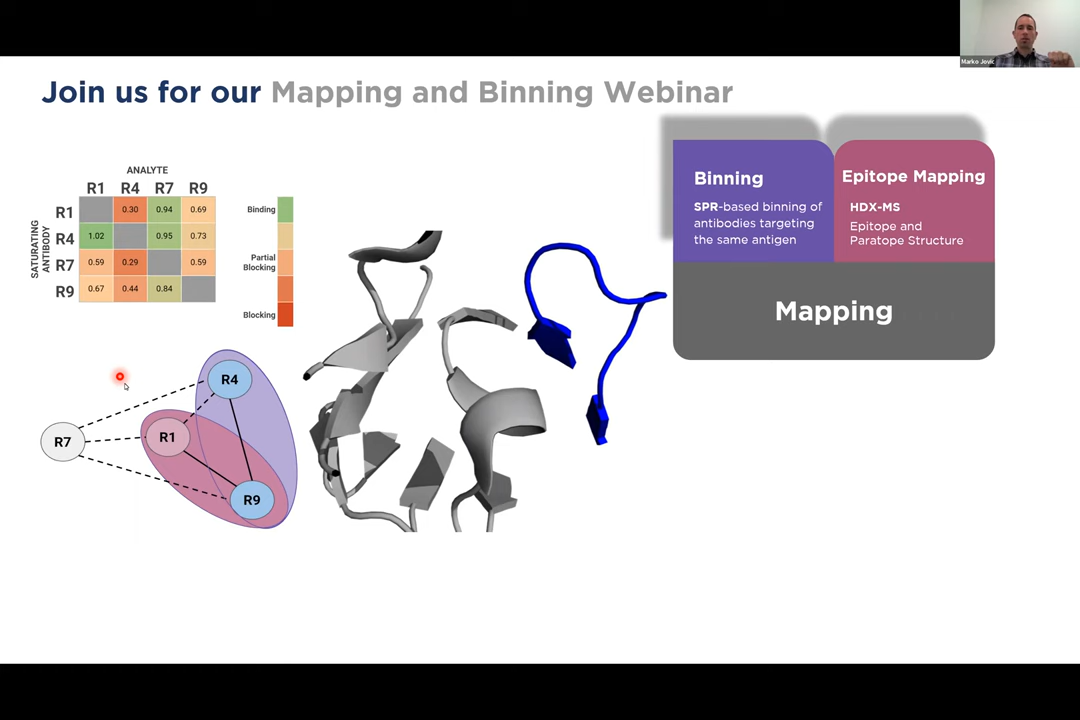 Marko Jovic
Join us for our Mapping and Binning Webinar
ANALYTE
R1 R4 R7 R9
SATURATING
ANTIBODY
R1 0.30 0.94 0.69
R4 1.02 0.95 0.73
R7 0.59 0.29 0.59
R9 0.67 0.44 0.84
Binding
Partial
Blocking
Blocking
R4
R7
R1
R9
Binning
SPR-based binning of
antibodies targeting
the same antigen
Epitope Mapping
HDX-MS
Epitope and
Paratope Structure
Mapping